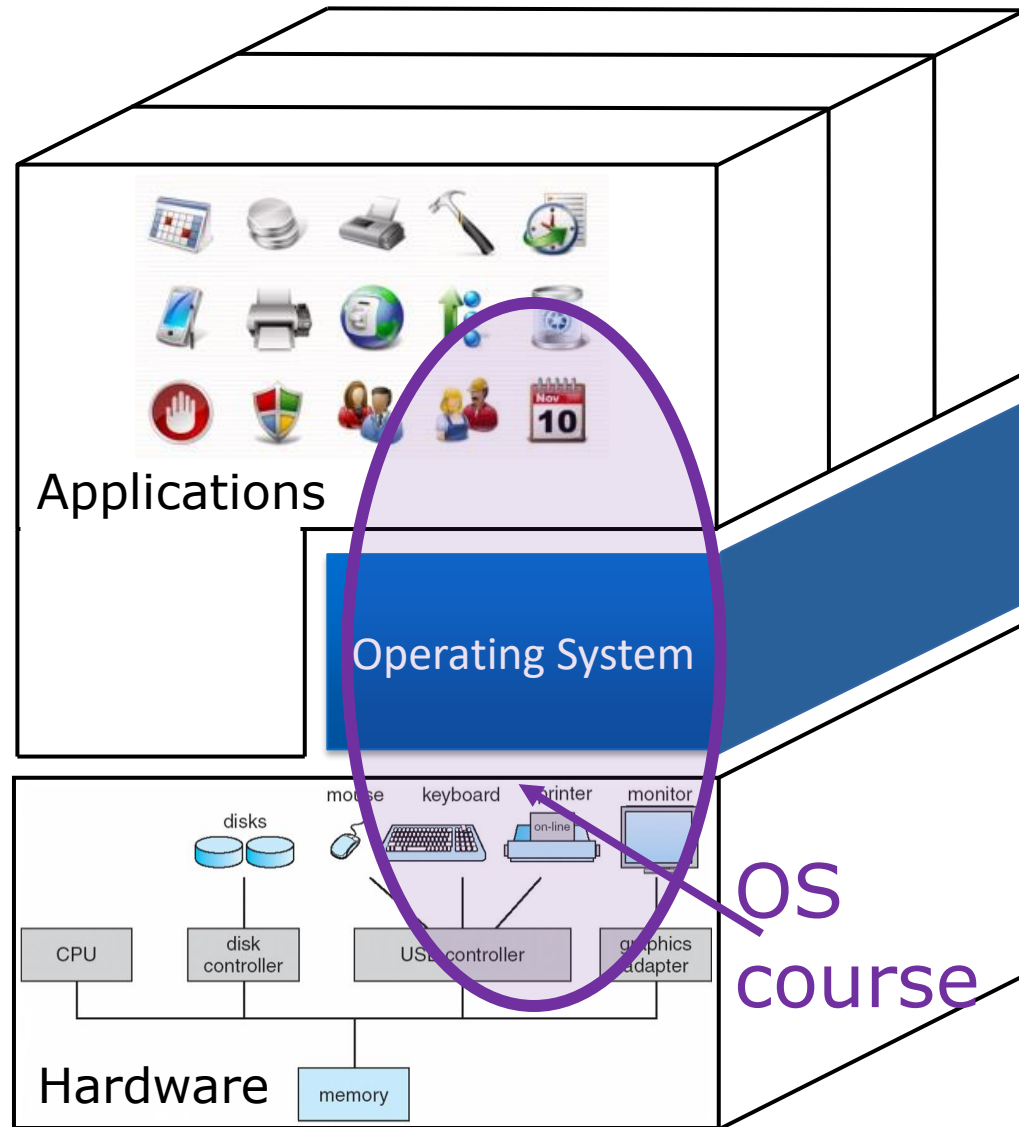 Nov
10
Applications
Operating System
mouse keyboard printer monitor
disks
on-line
CPU
disk
controller
USB controller
graphics
adapter
OS
course
Hardware
memory